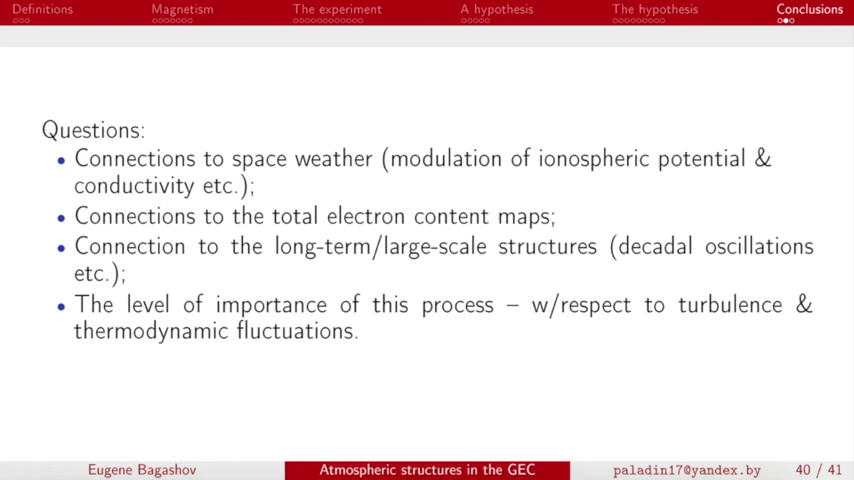 Definitions Magnetism The experiment A hypothesis The hypothesis Conclusions
Questions:
• Connections to space weather (modulation of ionospheric potential &
conductivity etc.);
• Connections to the total electron content maps;
• Connection to the long-term/large-scale structures (decadal oscillations
etc.);
• The level of importance of this process – w/respect to turbulence &
thermodynamic fluctuations.
Eugene Bagashov Atmospheric structures in the GEC paladin17@yandex.by 40 / 41